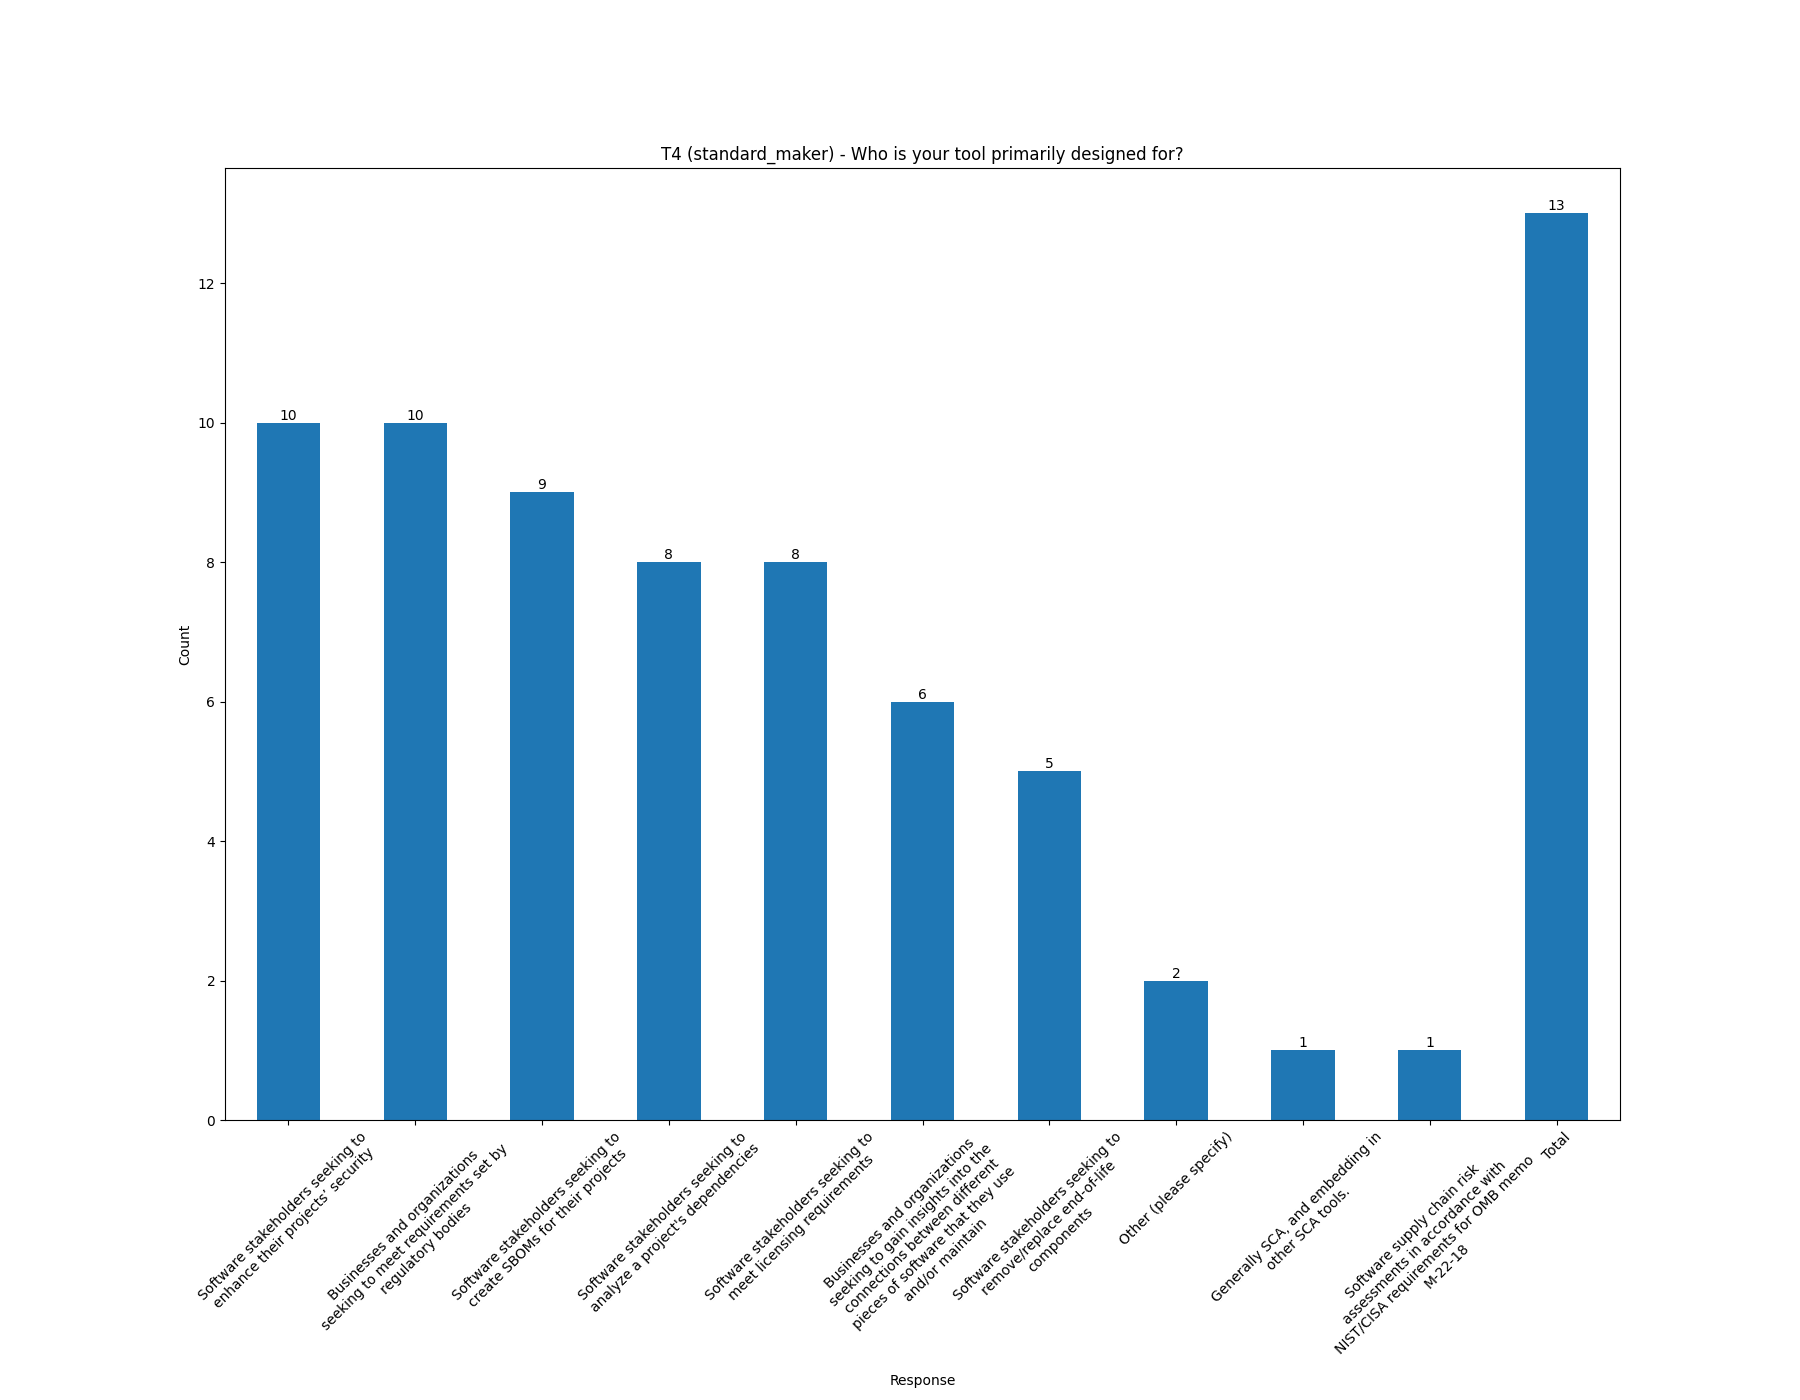 T4 (standard_maker) - Who is your tool primarily designed for?
Count
12
10
8
6
4
2
0
10
10
9
8
8
6
5
2
1
1
13
Software stakeholders seeking to
enhance their projects' security
Businesses and organizations
seeking to meet requirements set by
regulatory bodies
Software stakeholders seeking to
create SBOMs for their projects
Software stakeholders seeking to
analyze a project's dependencies
Software stakeholders seeking to
meet licensing requirements
Businesses and organizations
seeking to gain insights into the
connections between different
pieces of software that they use
and/or maintain
Software stakeholders seeking to
remove/replace end-of-life
components
Other (please specify)
Generally SCA, and embedding in
other SCA tools.
Software supply chain risk
assessments in accordance with
NIST/CISA requirements for OMB memo
M-22-18
Total
Response